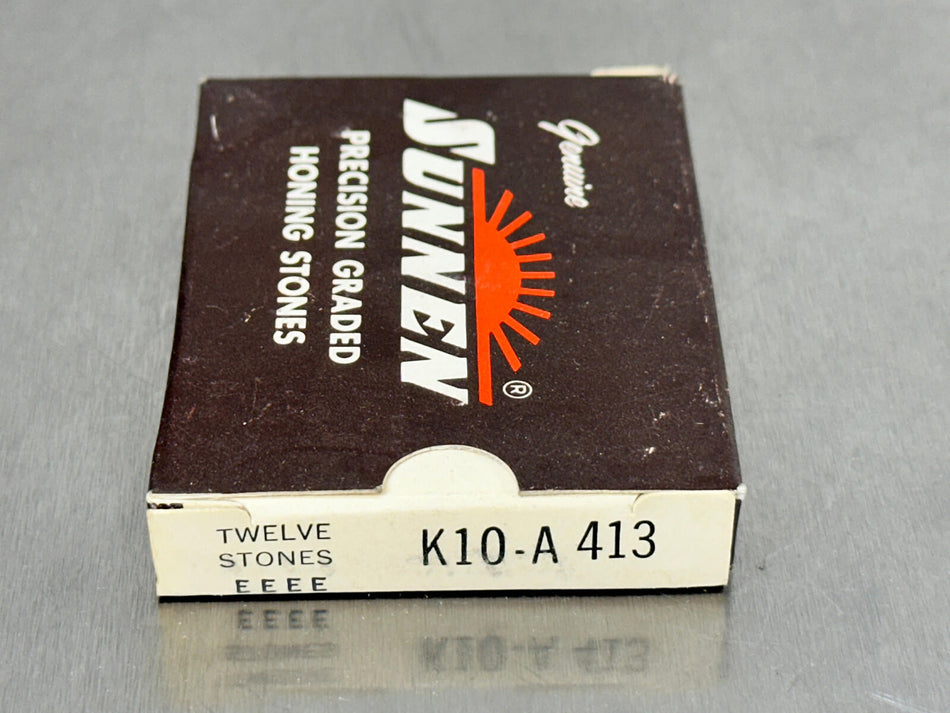 Genuine
SUNNEN®
PRECISION GRADED
HONING STONES
TWELVE
STONES
EEEE
K10-A 413